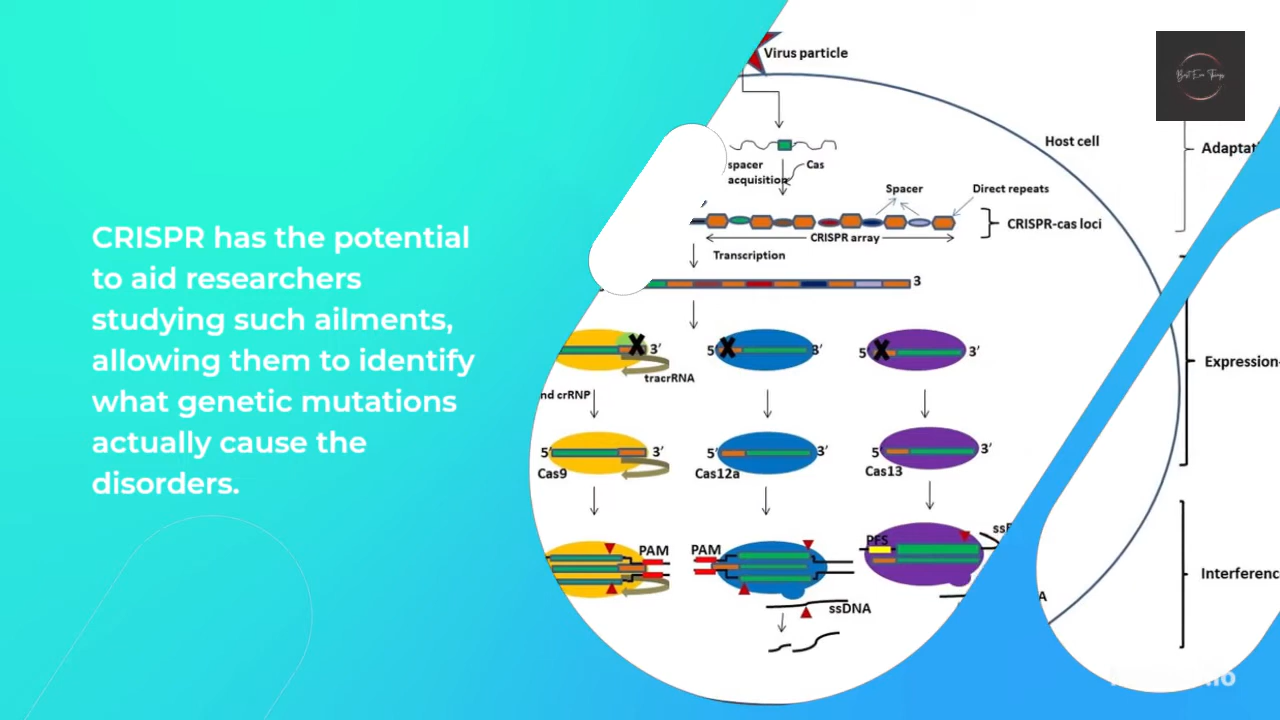 CRISPR has the potential
to aid researchers
studying such ailments,
allowing them to identify
what genetic mutations
actually cause the
disorders.
Virus particle
Host cell
spacer
acquisition
Cas
Spacer
Direct repeats
CRISPR-cas loci
CRISPR array
Transcription
3
3′
5′
3′
5′
3′
tracrRNA
nd crRNP
5′
3′
5′
3′
5′
3′
Cas9
Cas12a
Cas13
PAM
PAM
PFS
ssDNA
Expression-
Best Ever Things